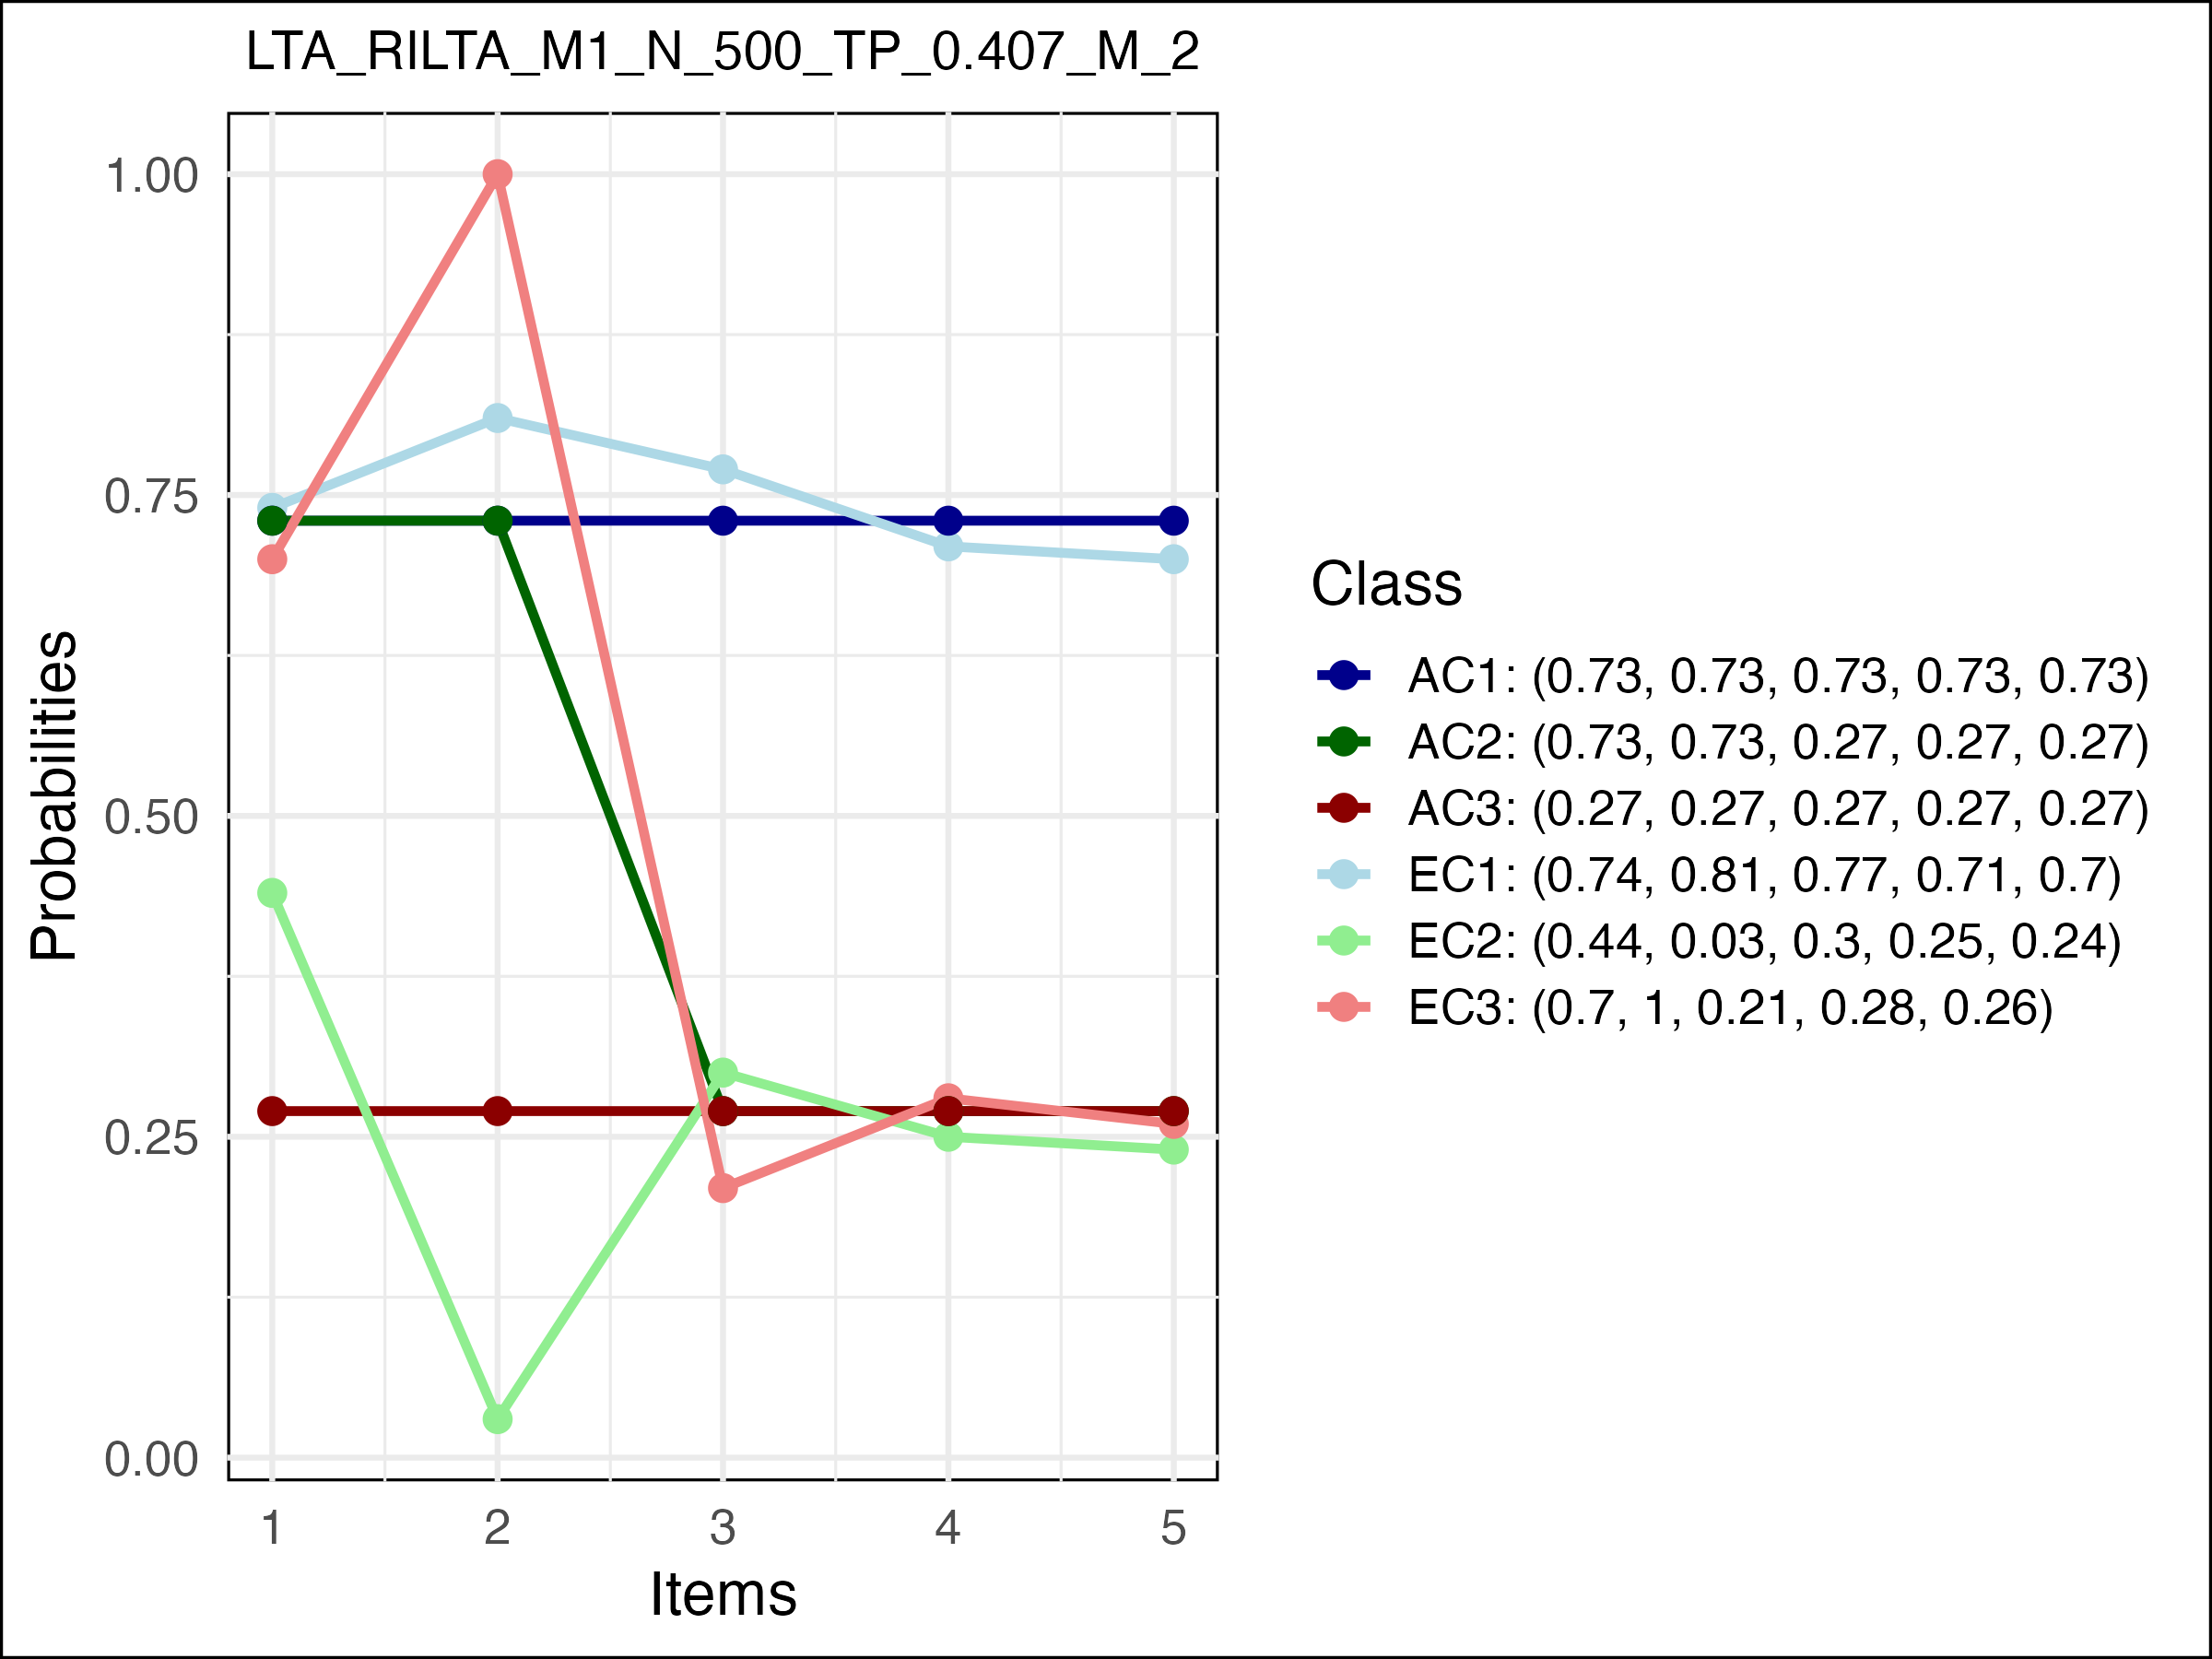 LTA_RILTA_M1_N_500_TP_0.407_M_2
1.00
0.75
0.50
0.25
0.00
Probabilities
1 2 3 4 5
Items
Class
AC1: (0.73, 0.73, 0.73, 0.73, 0.73)
AC2: (0.73, 0.73, 0.27, 0.27, 0.27)
AC3: (0.27, 0.27, 0.27, 0.27, 0.27)
EC1: (0.74, 0.81, 0.77, 0.71, 0.7)
EC2: (0.44, 0.03, 0.3, 0.25, 0.24)
EC3: (0.7, 1, 0.21, 0.28, 0.26)